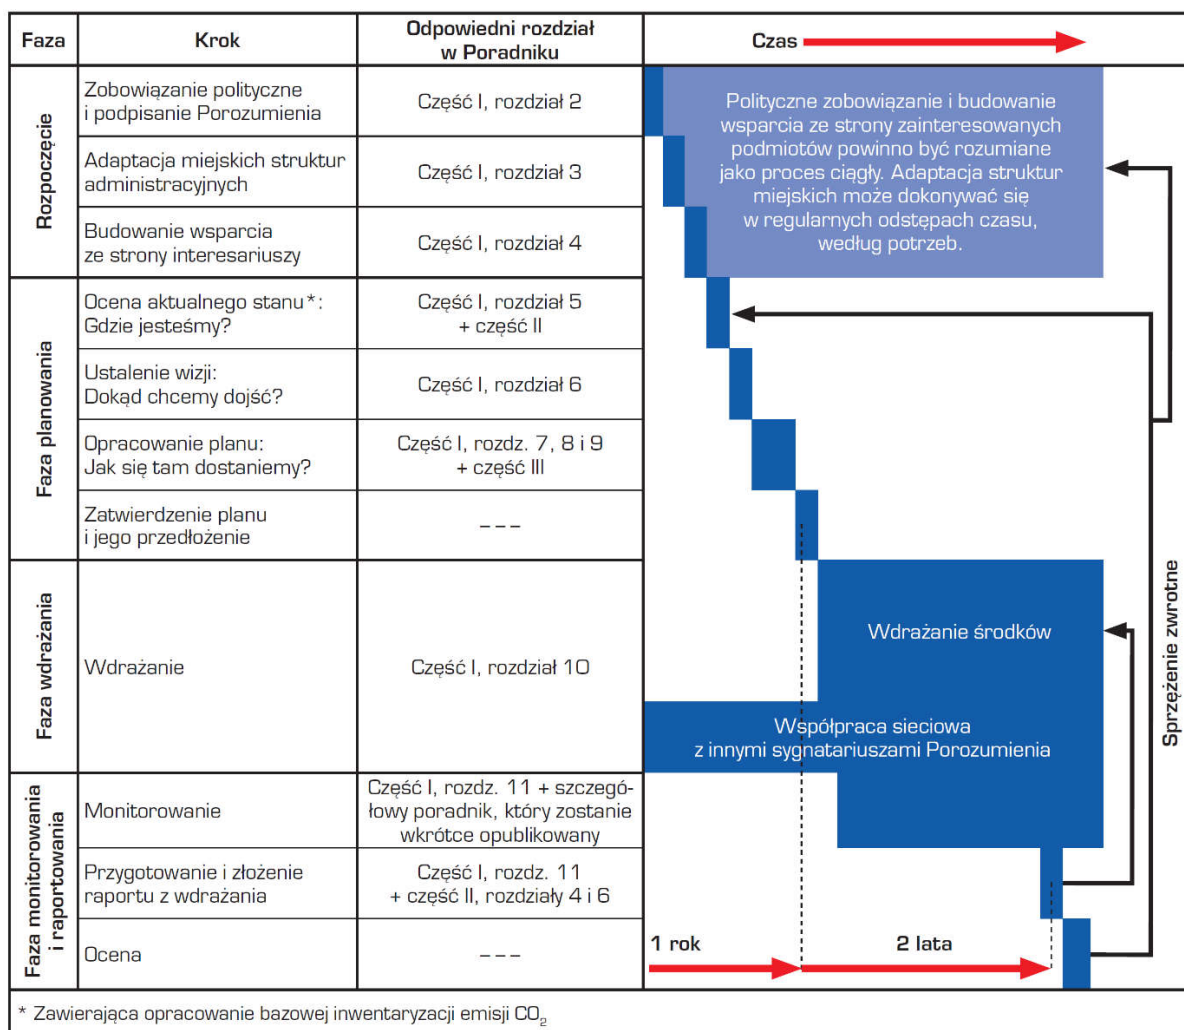 Faza
Krok
Odpowiedni rozdział
w Poradniku
Czas
Rozpoczęcie
Zobowiązanie polityczne
i podpisanie Porozumienia
Część I, rozdział 2
Adaptacja miejskich struktur
administracyjnych
Część I, rozdział 3
Budowanie wsparcia
ze strony interesariuszy
Część I, rozdział 4
Polityczne zobowiązanie i budowanie
wsparcia ze strony zainteresowanych
podmiotów powinno być rozumiane
jako proces ciągły. Adaptacja struktur
miejskich może dokonywać się
w regularnych odstępach czasu,
według potrzeb.
Faza planowania
Ocena aktualnego stanu*:
Gdzie jesteśmy?
Część I, rozdział 5
+ część II
Ustalenie wizji:
Dokąd chcemy dojść?
Część I, rozdział 6
Opracowanie planu:
Jak się tam dostaniemy?
Część I, rozdz. 7, 8 i 9
+ część III
Zatwierdzenie planu
i jego przedłożenie
– – –
Faza wdrażania
Wdrażanie
Część I, rozdział 10
Wdrażanie środków
Współpraca sieciowa
z innymi sygnatariuszami Porozumienia
Sprzężenie zwrotne
Faza monitorowania
i raportowania
Monitorowanie
Część I, rozdz. 11 + szczegó-
łowy poradnik, który zostanie
wkrótce opublikowany
Przygotowanie i złożenie
raportu z wdrażania
Część I, rozdz. 11
+ część II, rozdziały 4 i 6
Ocena
– – –
1 rok
2 lata
* Zawierająca opracowanie bazowej inwentaryzacji emisji CO₂